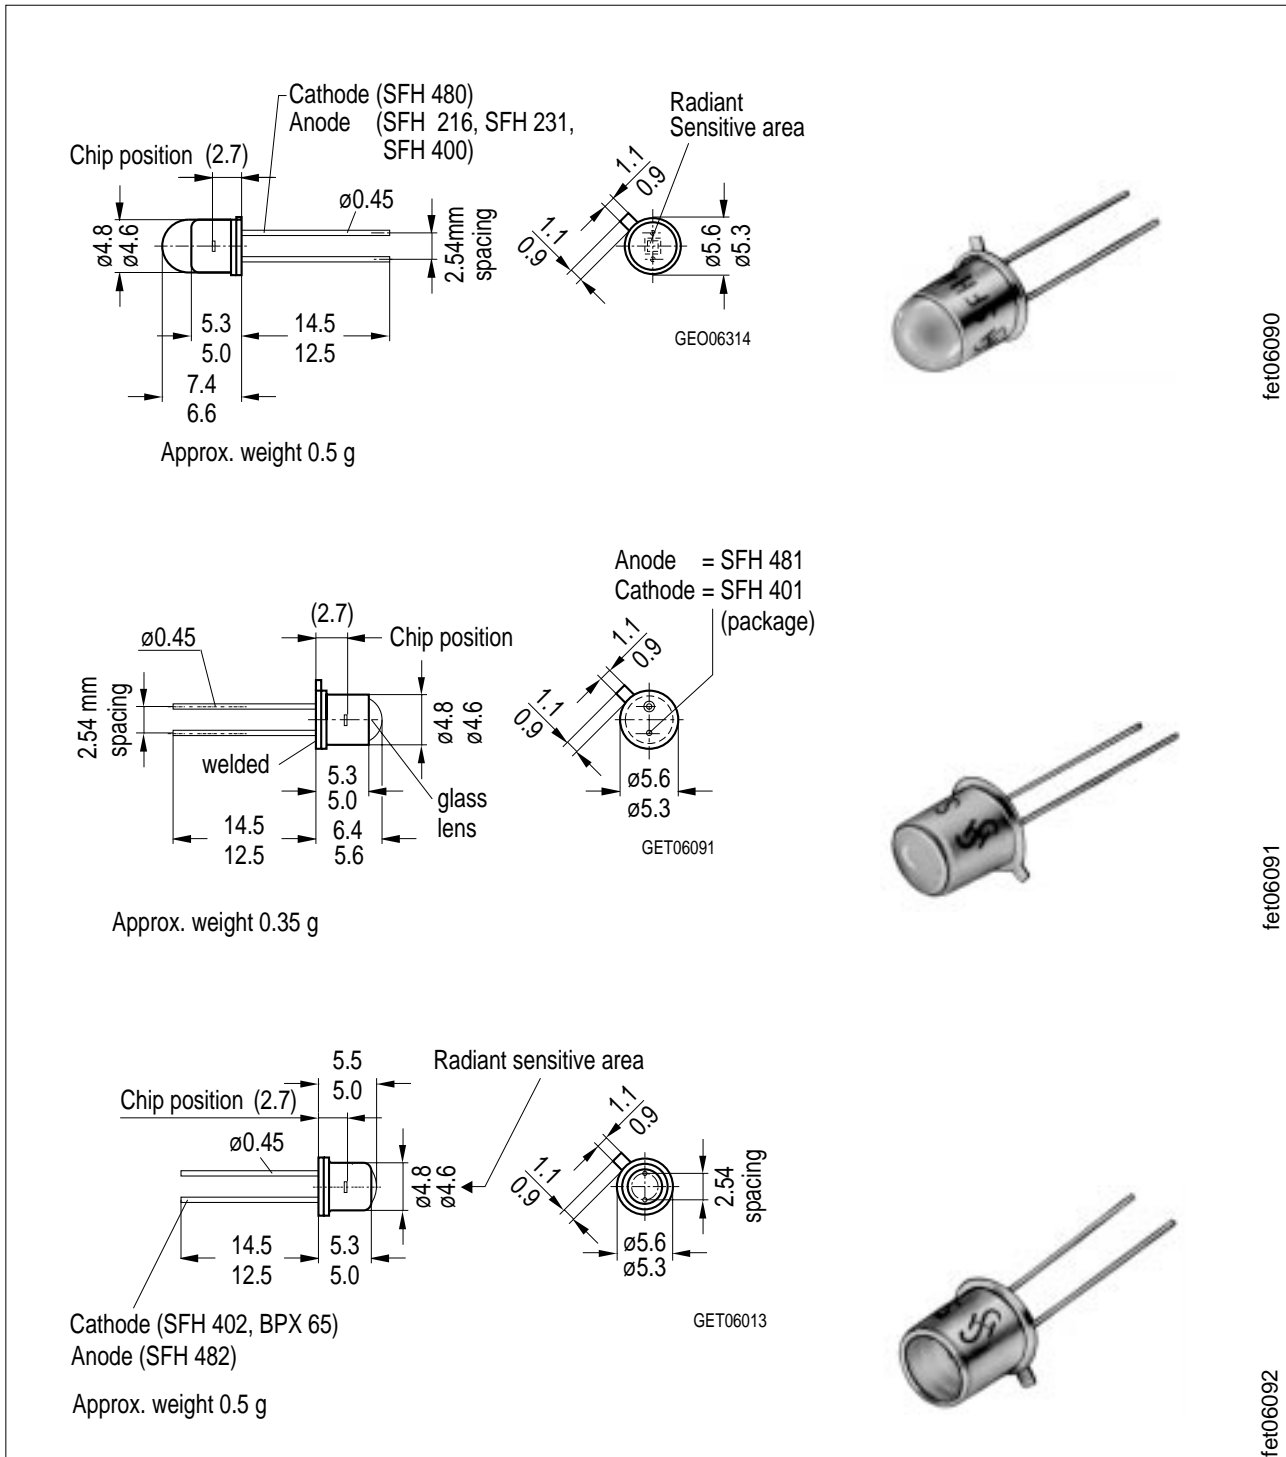 Cathode (SFH 480)
Anode (SFH 216, SFH 231,
SFH 400)
Radiant
Sensitive area
Chip position (2.7)
ø0.45
1.1
0.9
1.1
0.9
ø4.8
ø4.6
2.54mm
spacing
ø5.6
ø5.3
5.3
5.0
14.5
12.5
7.4
6.6
GEO06314
Approx. weight 0.5 g
fet06090
Anode = SFH 481
Cathode = SFH 401
(package)
(2.7)
Chip position
ø0.45
1.1
0.9
1.1
0.9
2.54 mm
spacing
ø4.8
ø4.6
welded
5.3
5.0
glass
lens
14.5
12.5
6.4
5.6
ø5.6
ø5.3
GET06091
Approx. weight 0.35 g
fet06091
5.5
5.0
Radiant sensitive area
Chip position (2.7)
ø0.45
1.1
0.9
1.1
0.9
ø4.8
ø4.6
2.54
spacing
14.5
12.5
5.3
5.0
ø5.6
ø5.3
GET06013
Cathode (SFH 402, BPX 65)
Anode (SFH 482)
Approx. weight 0.5 g
fet06092